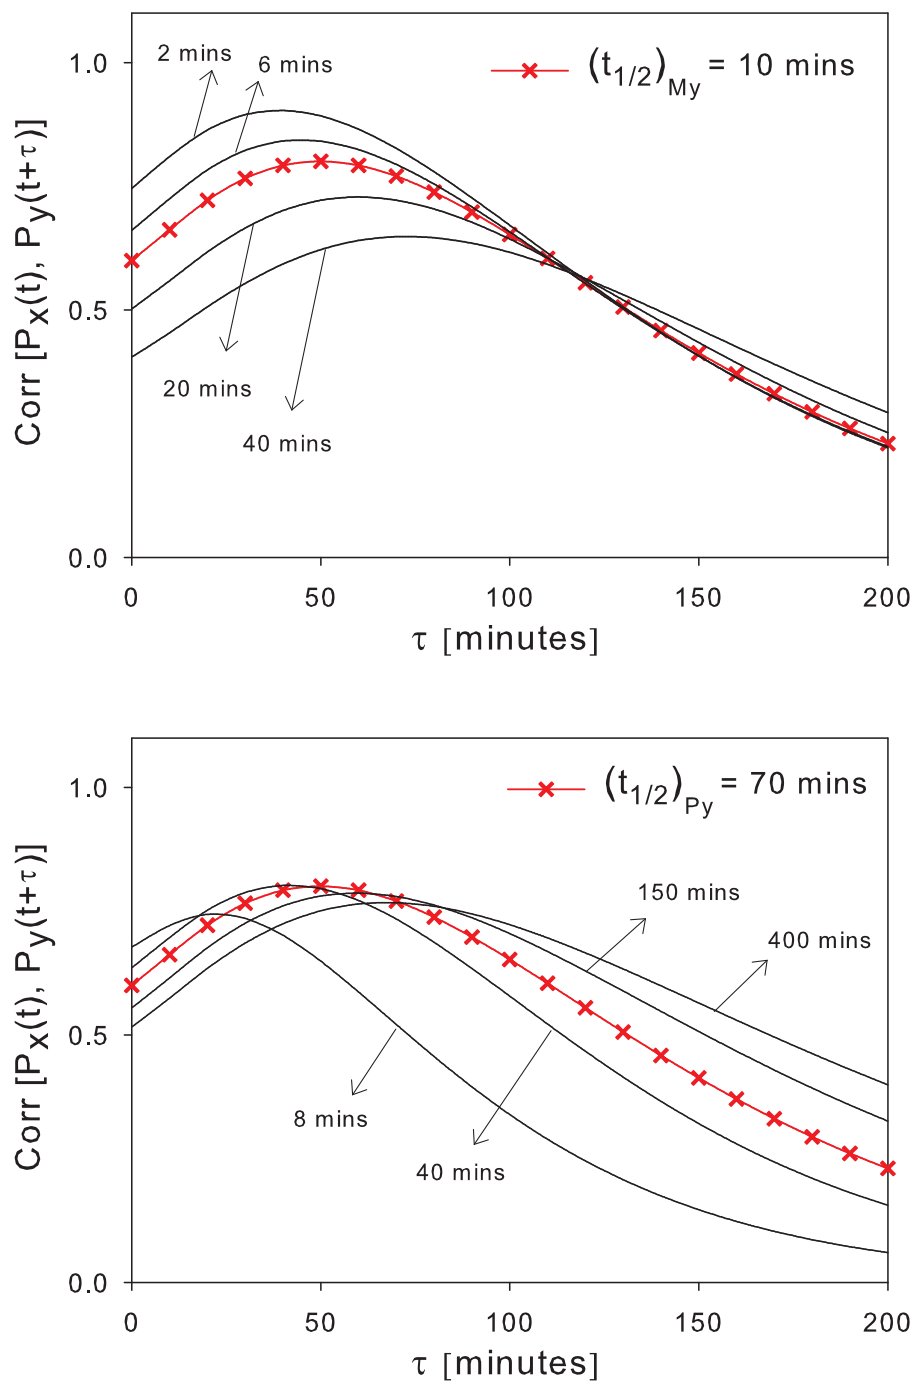 2 mins
6 mins
(t1/2)My = 10 mins
1.0
0.5
0.0
20 mins
40 mins
Corr [PX(t), Py(t+τ)]
0 50 100 150 200
τ [minutes]
(t1/2)Py = 70 mins
1.0
0.5
0.0
150 mins
400 mins
8 mins
40 mins
Corr [PX(t), Py(t+τ)]
0 50 100 150 200
τ [minutes]